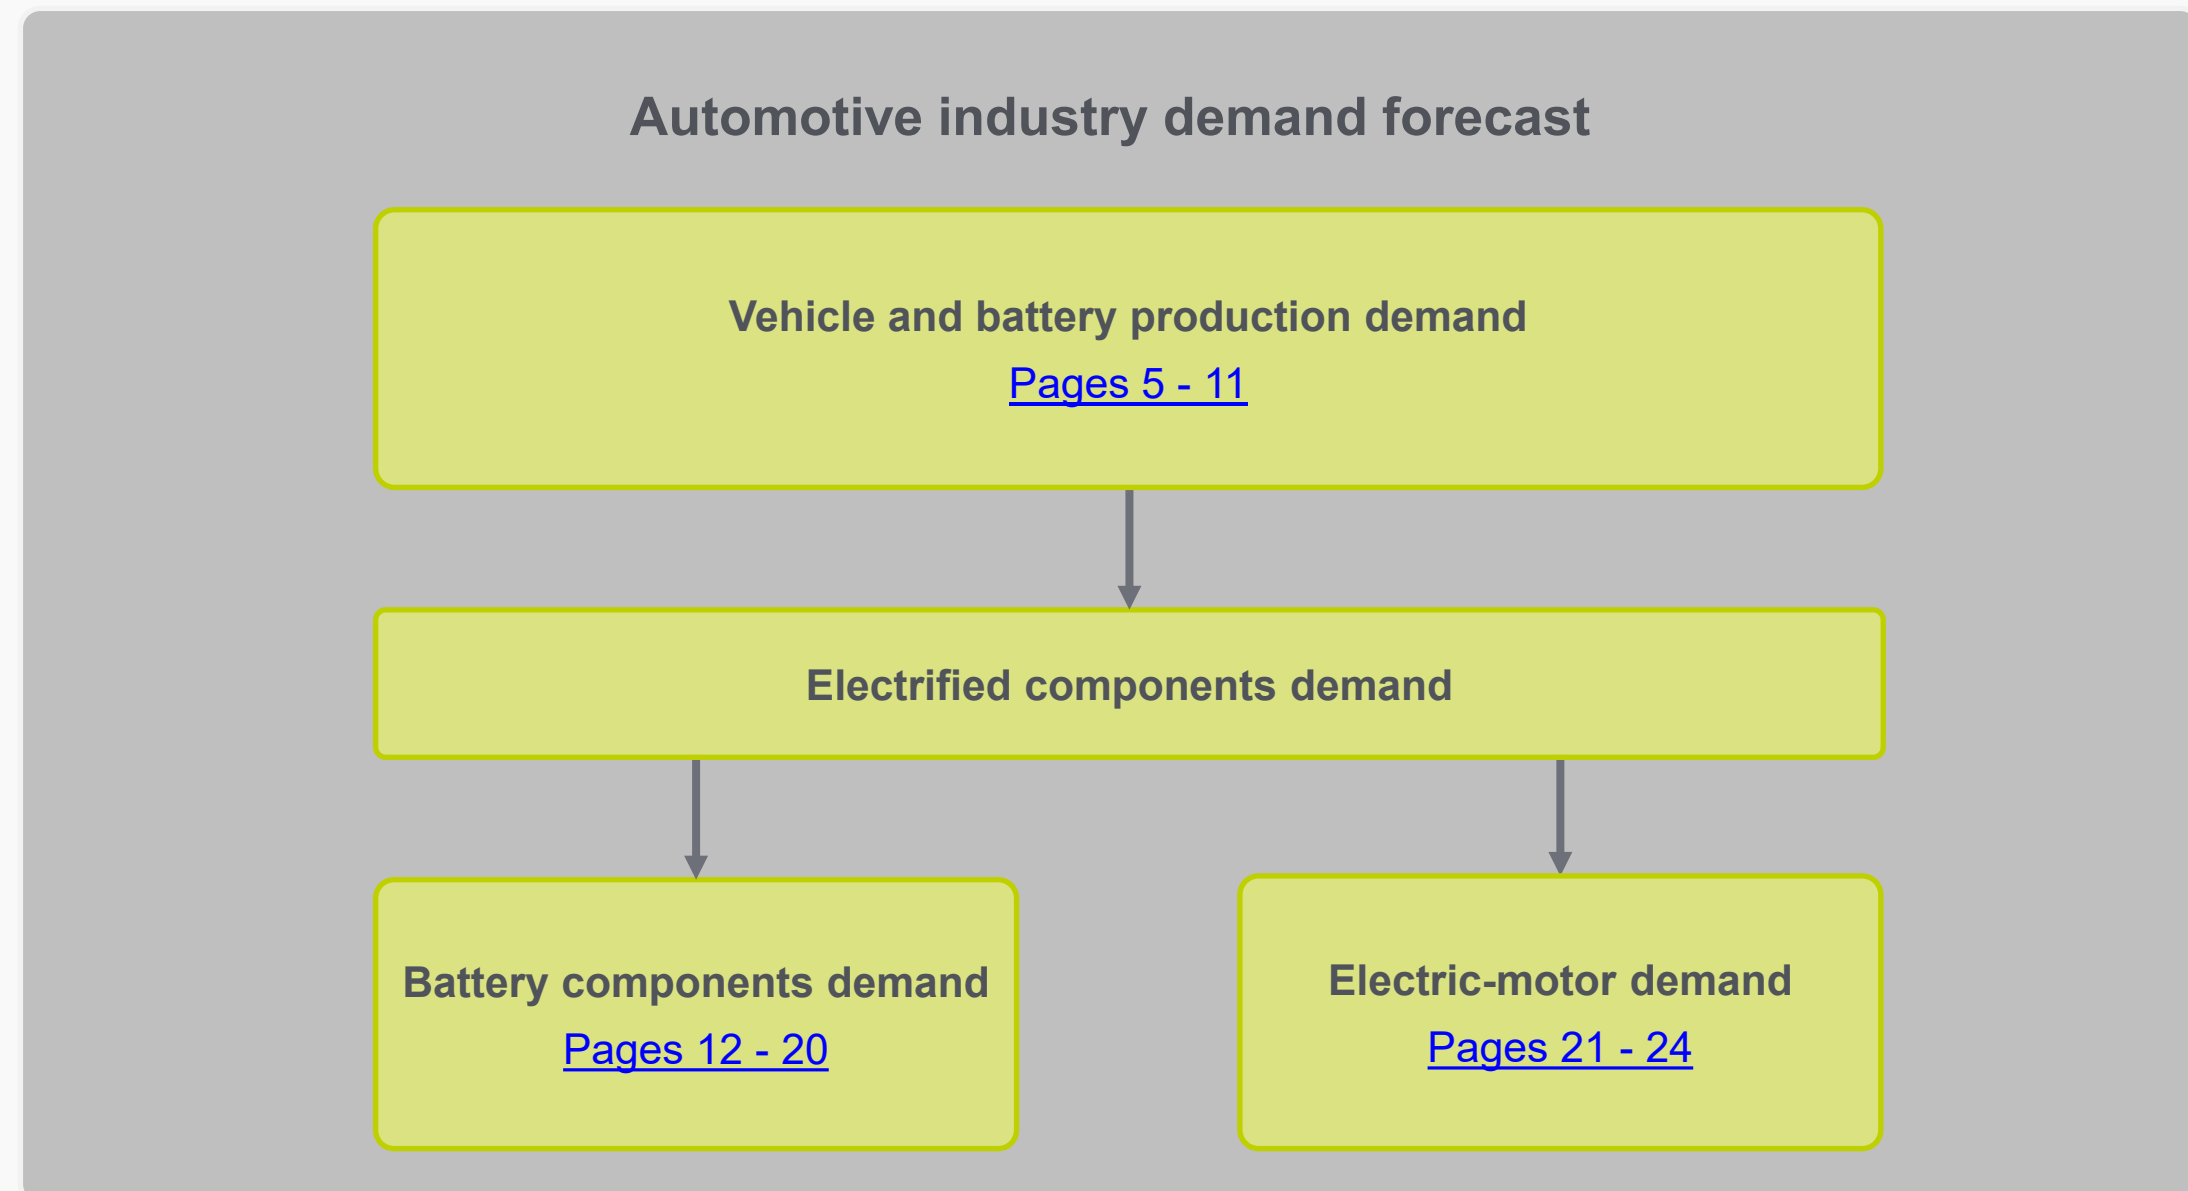 Automotive industry demand forecast
Vehicle and battery production demand
Pages 5 - 11
Electrified components demand
Battery components demand
Pages 12 - 20
Electric-motor demand
Pages 21 - 24